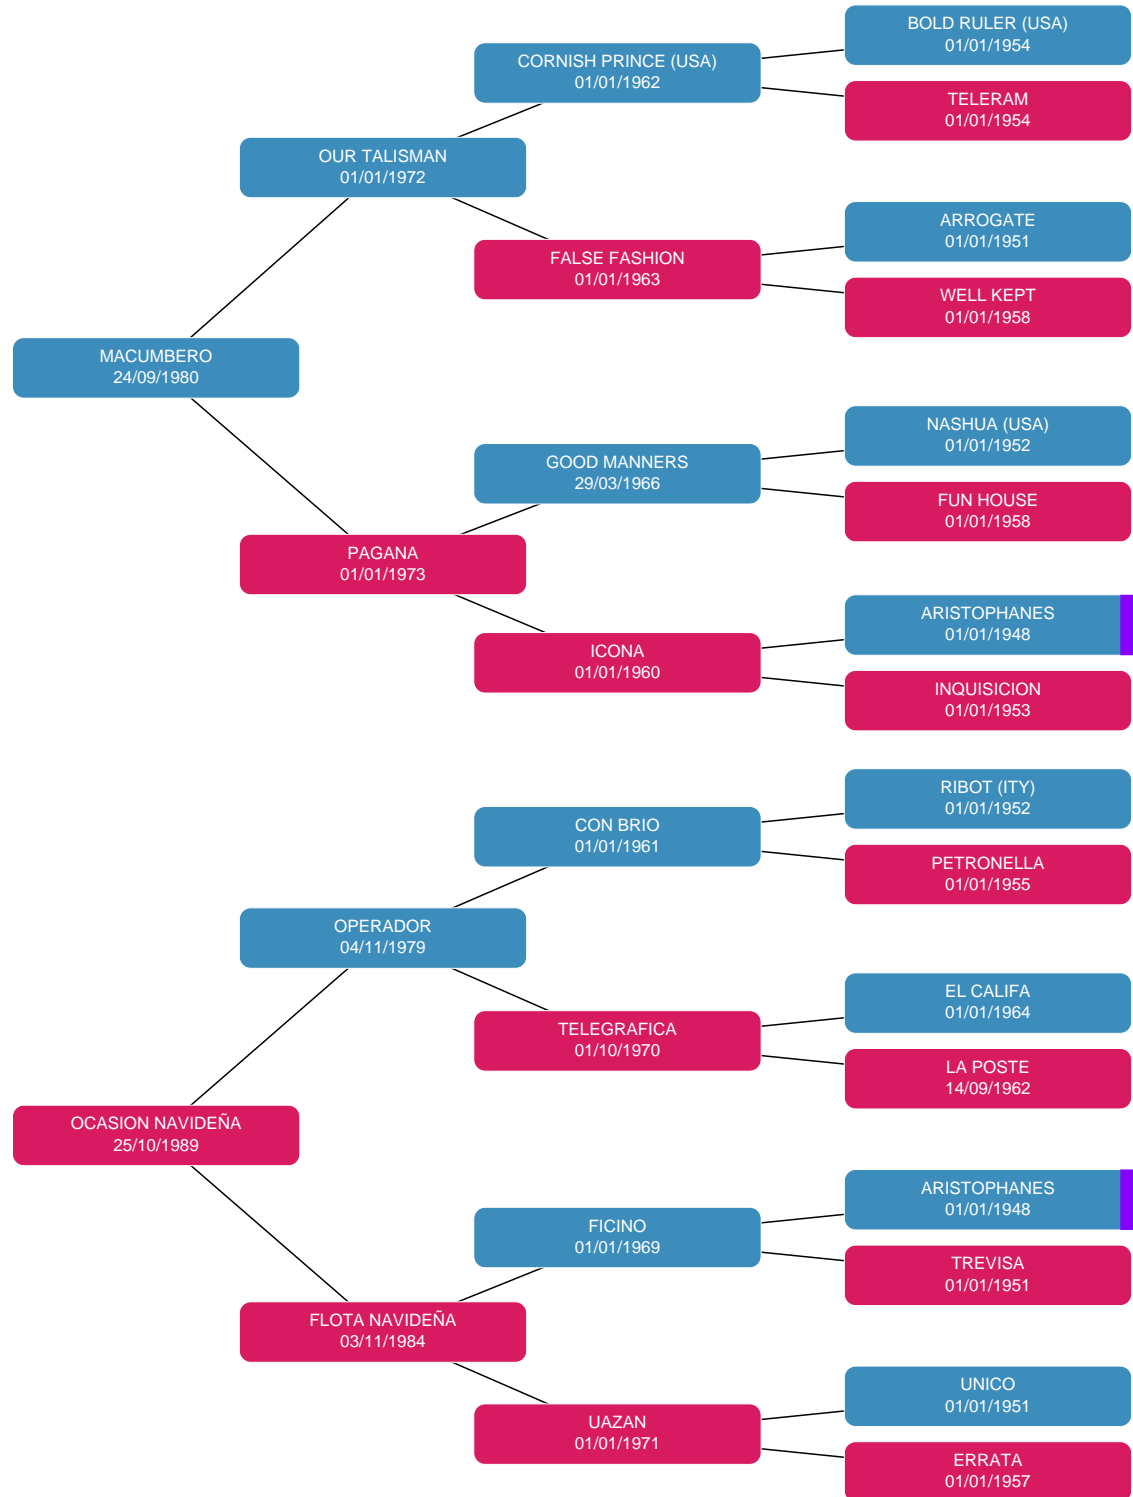 BOLD RULER (USA)
01/01/1954
CORNISH PRINCE (USA)
01/01/1962
TELERAM
01/01/1954
OUR TALISMAN
01/01/1972
ARROGATE
01/01/1951
FALSE FASHION
01/01/1963
WELL KEPT
01/01/1958
MACUMBERO
24/09/1980
NASHUA (USA)
01/01/1952
GOOD MANNERS
29/03/1966
FUN HOUSE
01/01/1958
PAGANA
01/01/1973
ARISTOPHANES
01/01/1948
ICONA
01/01/1960
INQUISICION
01/01/1953
RIBOT (ITY)
01/01/1952
CON BRIO
01/01/1961
PETRONELLA
01/01/1955
OPERADOR
04/11/1979
EL CALIFA
01/01/1964
TELEGRAFICA
01/10/1970
LA POSTE
14/09/1962
OCASION NAVIDEÑA
25/10/1989
ARISTOPHANES
01/01/1948
FICINO
01/01/1969
TREVISA
01/01/1951
FLOTA NAVIDEÑA
03/11/1984
UNICO
01/01/1951
UAZAN
01/01/1971
ERRATA
01/01/1957